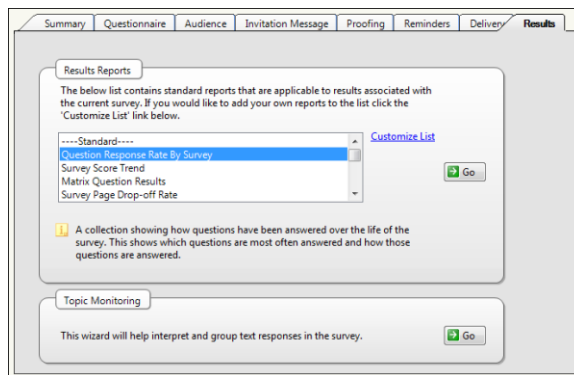 Summary Questionnaire Audience Invitation Message Proofing Reminders Delivery Results
Results Reports
The below list contains standard reports that are applicable to results associated with
the current survey. If you would like to add your own reports to the list click the
'Customize List' link below.
----Standard----
Customize List
Question Response Rate By Survey
Survey Score Trend
Go
Matrix Question Results
Survey Page Drop-off Rate
A collection showing how questions have been answered over the life of the
survey. This shows which questions are most often answered and how those
questions are answered.
Topic Monitoring
This wizard will help interpret and group text responses in the survey.
Go